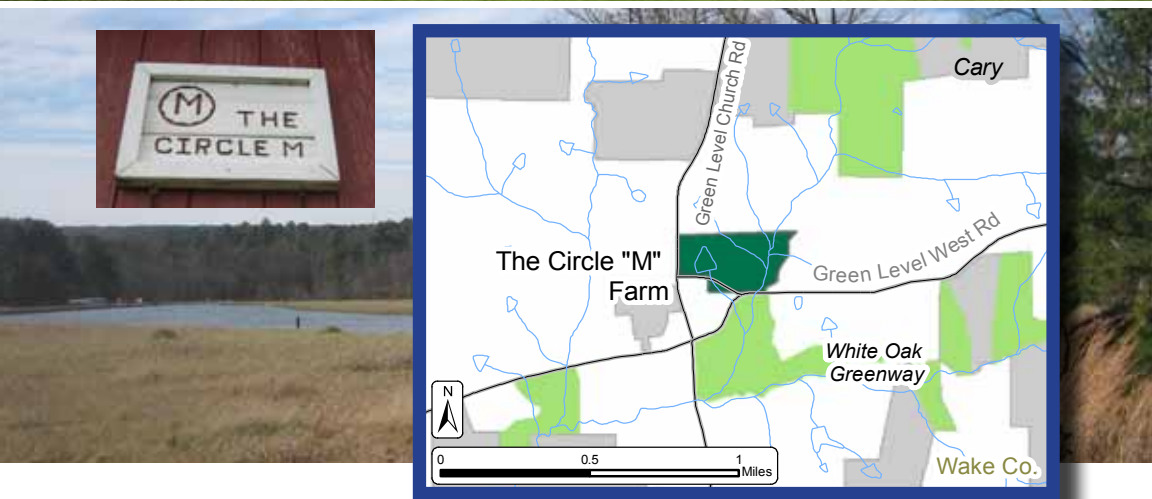 M THE
CIRCLE M
Cary
Green Level Church Rd
Green Level West Rd
The Circle "M"
Farm
White Oak
Greenway
N
0 0.5 1
Miles
Wake Co.